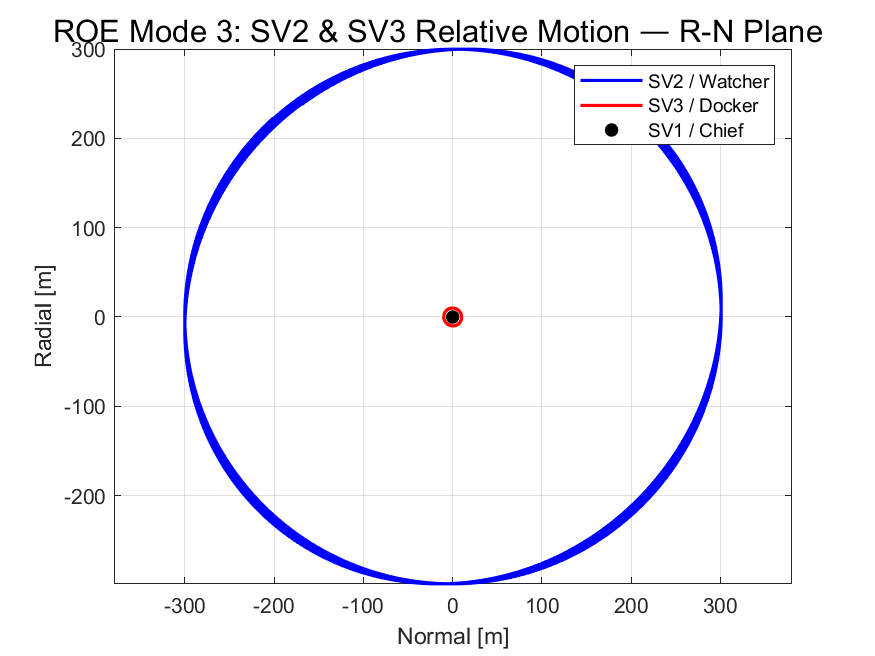 ROE Mode 3: SV2 & SV3 Relative Motion — R-N Plane
SV2 / Watcher
SV3 / Docker
SV1 / Chief
300
200
100
0
-100
-200
Radial [m]
-300
-200
-100
0
100
200
300
Normal [m]